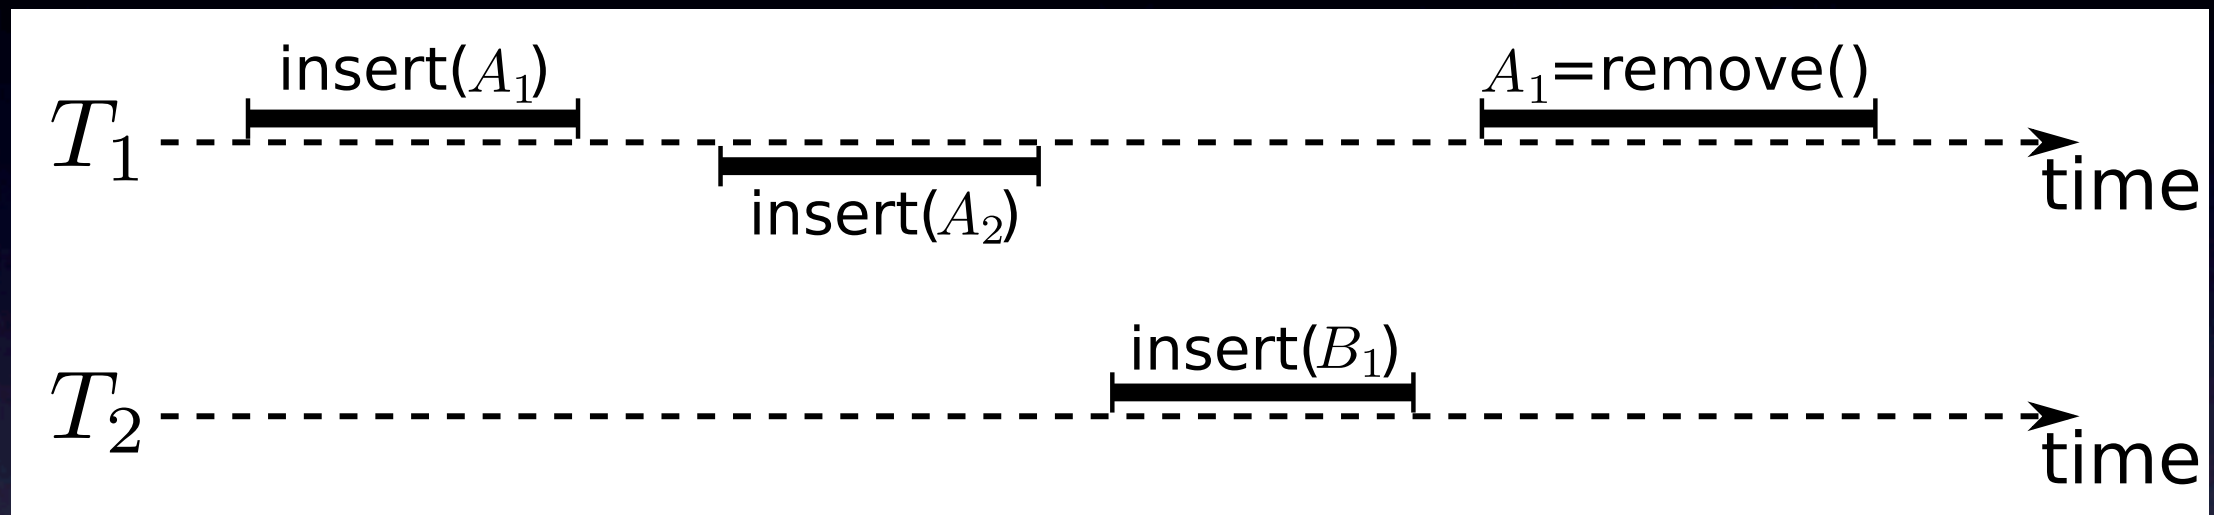 insert(A₁)
A₁=remove()
T₁
time
insert(A₂)
insert(B₁)
T₂
time